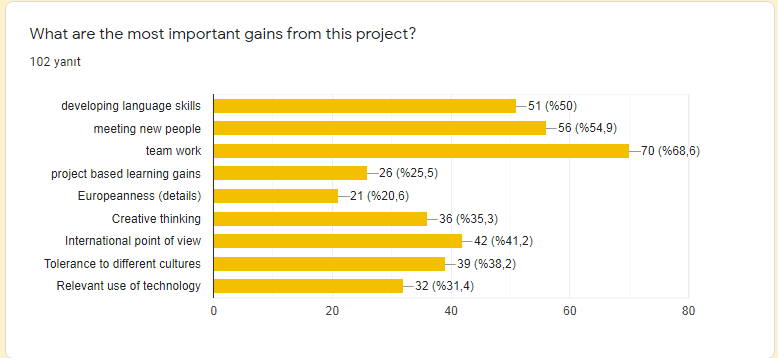 What are the most important gains from this project?
102 yanıt
developing language skills 51 (%50)
meeting new people 56 (%54,9)
team work 70 (%68,6)
project based learning gains 26 (%25,5)
Europeanness (details) 21 (%20,6)
Creative thinking 36 (%35,3)
International point of view 42 (%41,2)
Tolerance to different cultures 39 (%38,2)
Relevant use of technology 32 (%31,4)
0 20 40 60 80